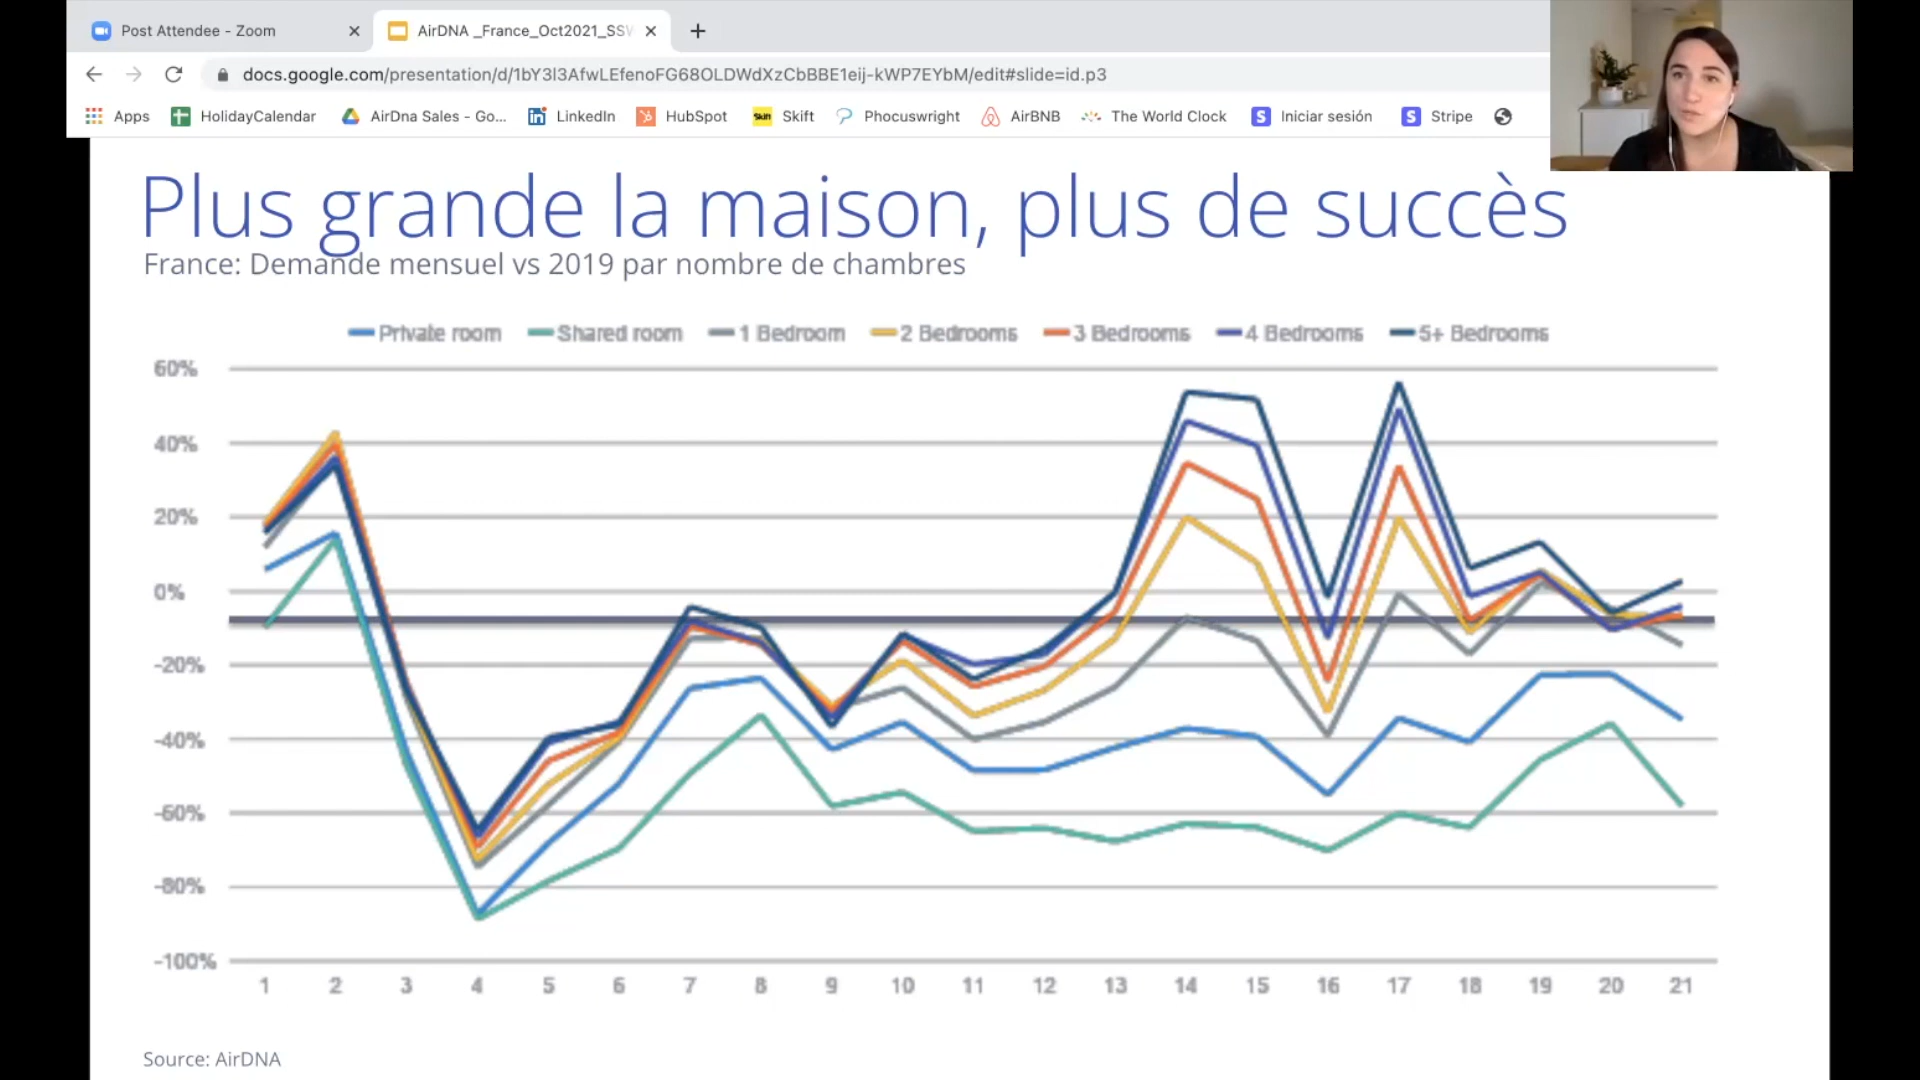 Post Attendee - Zoom
AirDNA _France_Oct2021_SSW
docs.google.com/presentation/d/1bY3I3AfwLEfenoFG68OLDWdXzCbBBE1eij-kWP7EYbM/edit#slide=id.p3
Apps HolidayCalendar AirDna Sales - Go... LinkedIn HubSpot Skift Phocuswright AirBNB The World Clock Iniciar sesión Stripe
Plus grande la maison, plus de succès
France: Demande mensuel vs 2019 par nombre de chambres
Private room Shared room 1 Bedroom 2 Bedrooms 3 Bedrooms 4 Bedrooms 5+ Bedrooms
60%
40%
20%
0%
-20%
-40%
-60%
-80%
-100%
1 2 3 4 5 6 7 8 9 10 11 12 13 14 15 16 17 18 19 20 21
Source: AirDNA